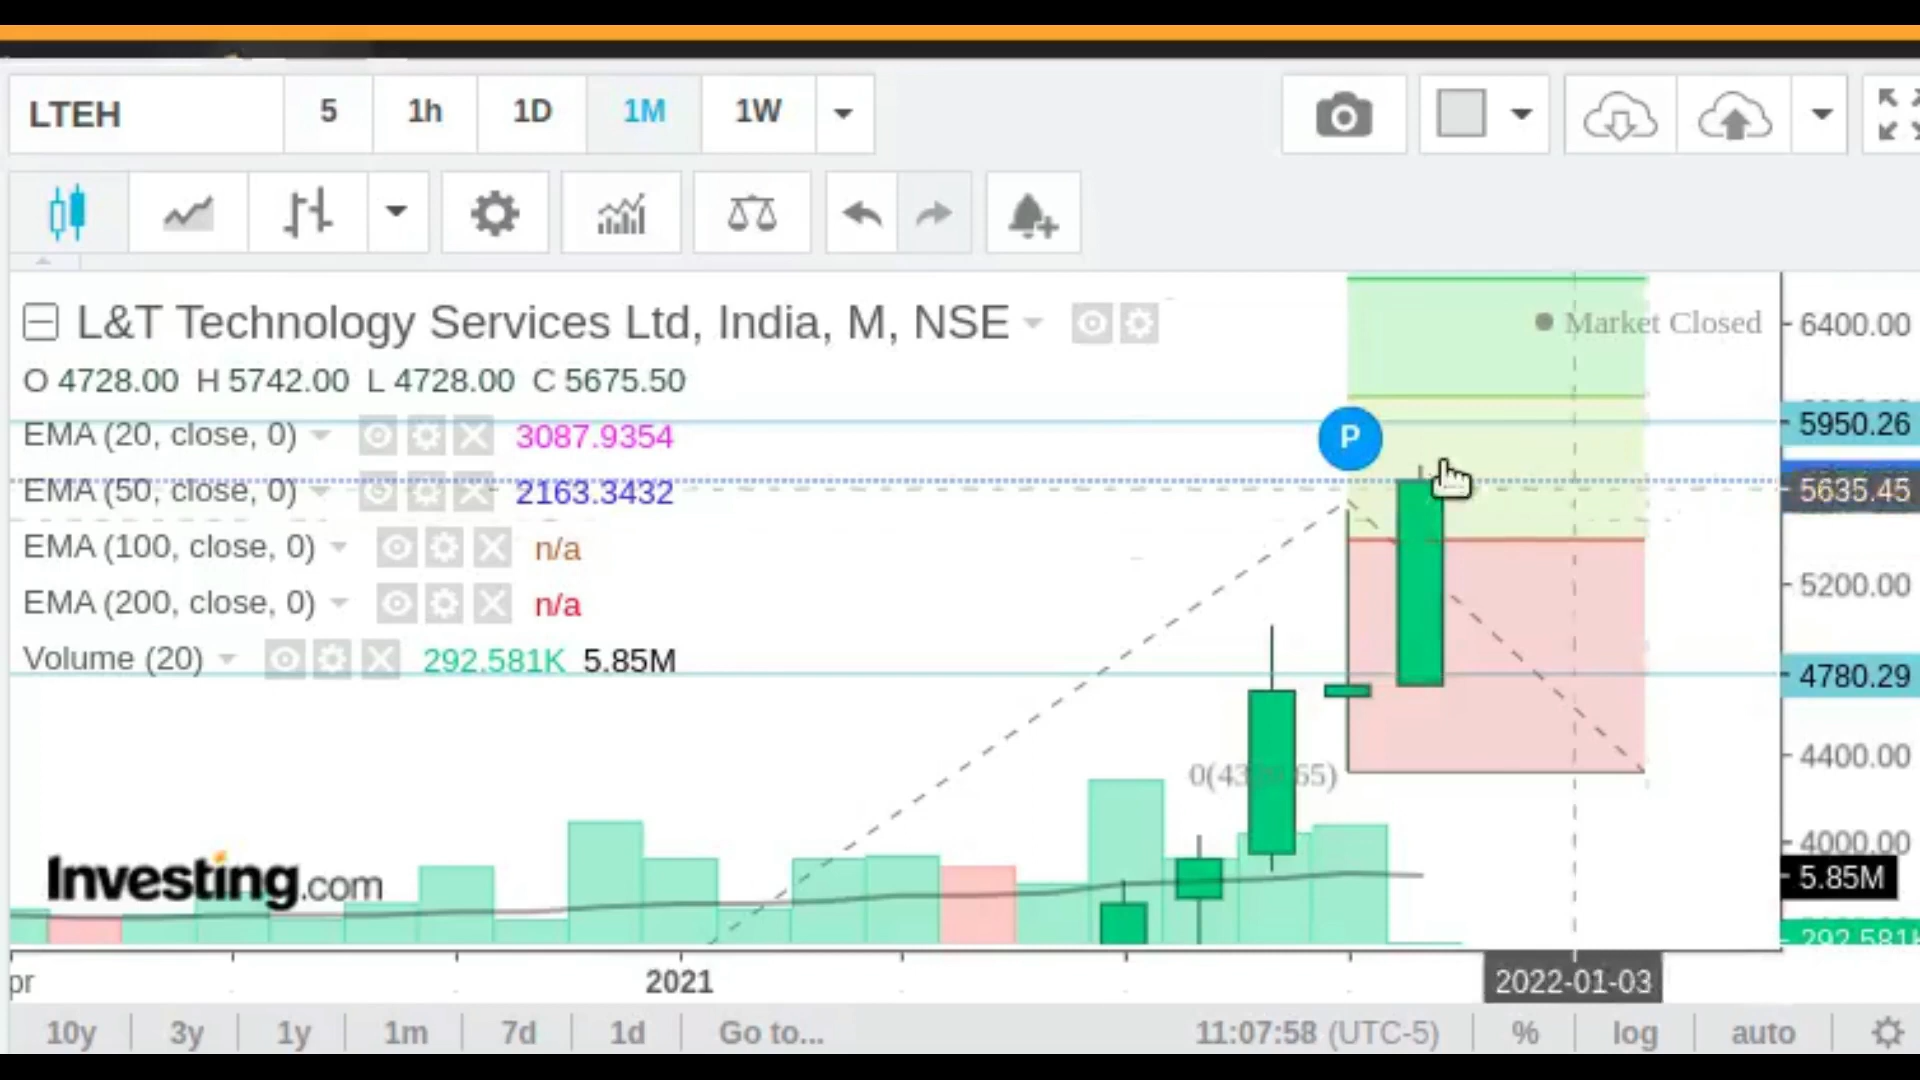 LTEH 5 1h 1D 1M 1W
L&T Technology Services Ltd, India, M, NSE
Market Closed
6400.00
O 4728.00 H 5742.00 L 4728.00 C 5675.50
5950.26
EMA (20, close, 0) 3087.9354
P
EMA (50, close, 0) 2163.3432
5635.45
EMA (100, close, 0) n/a
5200.00
EMA (200, close, 0) n/a
Volume (20) 292.581K 5.85M
4780.29
4400.00
4000.00
Investing.com
5.85M
2021
2022-01-03
10y 3y 1y 1m 7d 1d Go to... 11:07:58 (UTC-5) % log auto